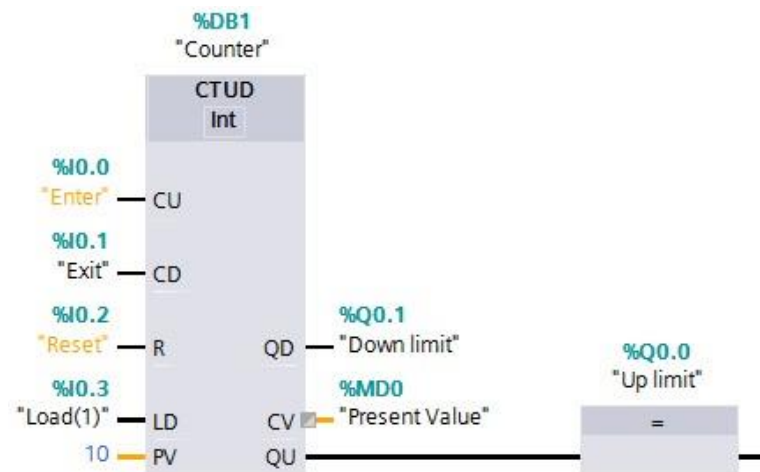 %DB1
"Counter"
CTUD
Int
%I0.0
"Enter"
CU
%I0.1
"Exit"
CD
%I0.2
"Reset"
R
QD
%Q0.1
"Down limit"
%Q0.0
"Up limit"
%I0.3
"Load(1)"
LD
CV
%MD0
"Present Value"
=
10
PV
QU